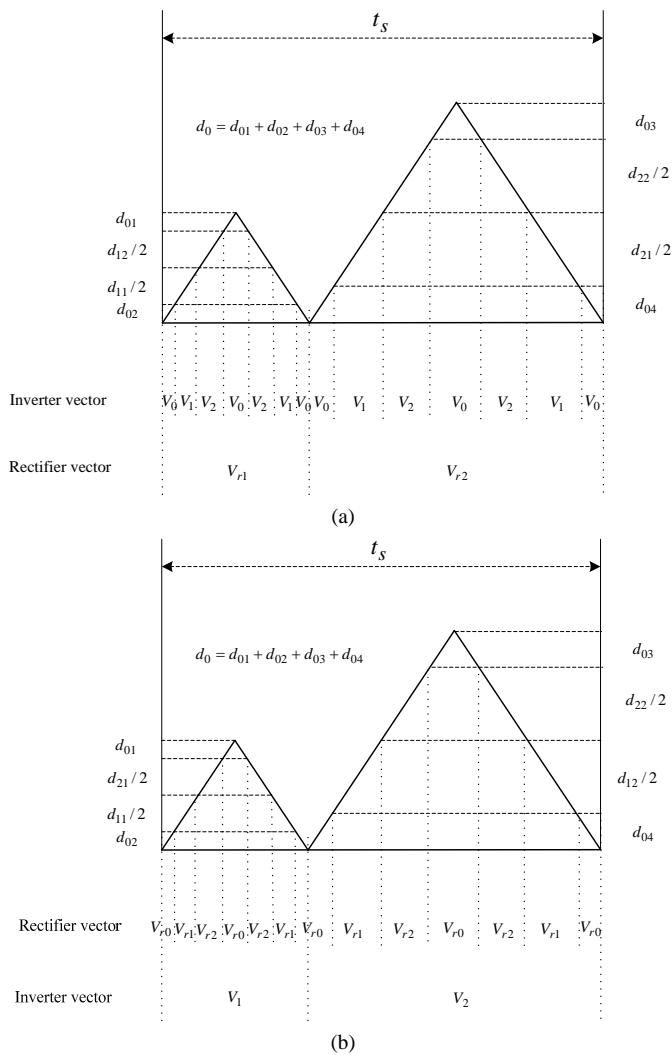 t_s
d_0 = d_01 + d_02 + d_03 + d_04
d_03
d_22/2
d_01
d_12/2
d_21/2
d_11/2
d_02
d_04
Inverter vector V_0 V_1 V_2 V_0 V_2 V_1 V_0 V_0 V_1 V_2 V_0 V_2 V_1 V_0
Rectifier vector V_r1 V_r2
(a)
t_s
d_0 = d_01 + d_02 + d_03 + d_04
d_03
d_22/2
d_01
d_21/2
d_12/2
d_11/2
d_02
d_04
Rectifier vector V_r0 V_r1 V_r2 V_r0 V_r2 V_r1 V_r0 V_r1 V_r2 V_r0 V_r2 V_r1 V_r0
Inverter vector V_1 V_2
(b)